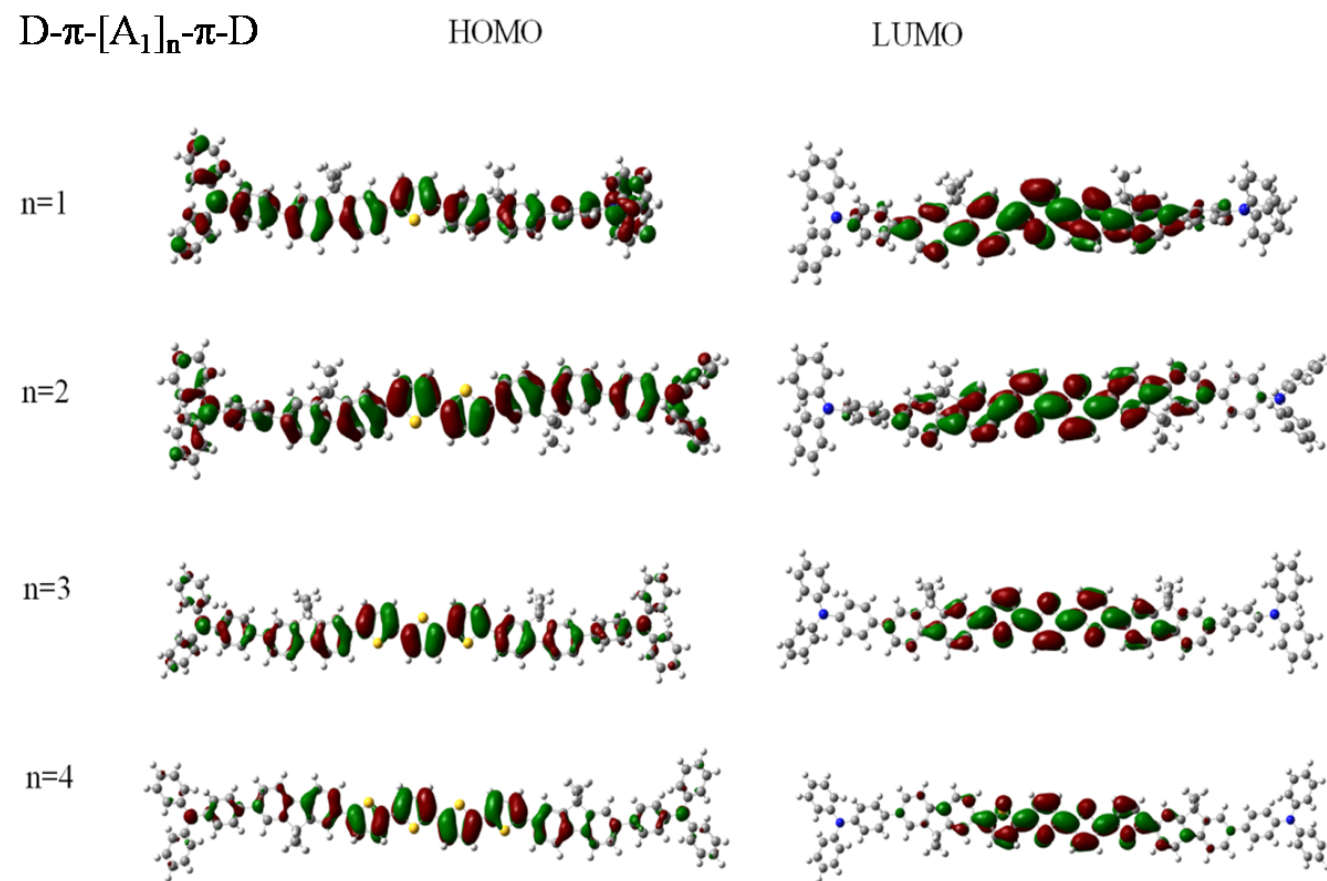 D-π-[A₁]ₙ-π-D HOMO LUMO
n=1
n=2
n=3
n=4